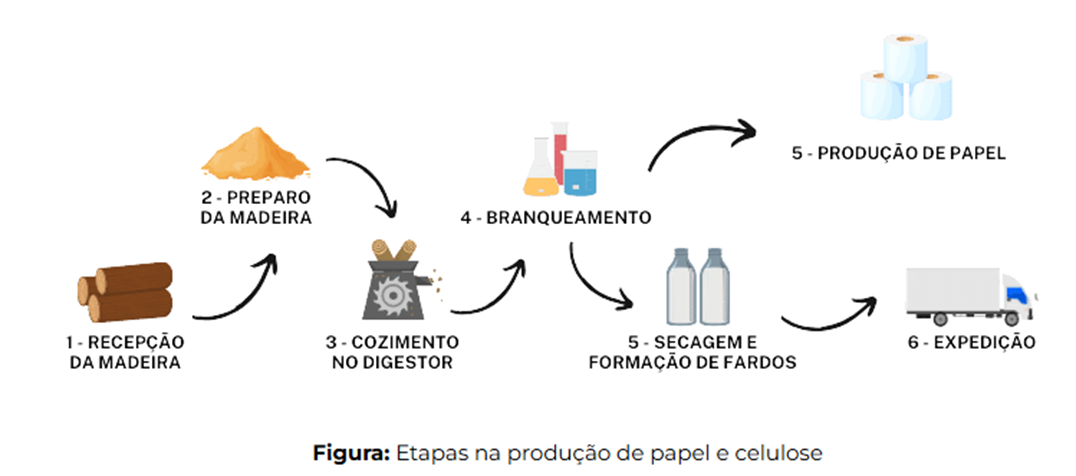 1 - RECEPÇÃO
DA MADEIRA
2 - PREPARO
DA MADEIRA
3 - COZIMENTO
NO DIGESTOR
4 - BRANQUEAMENTO
5 - PRODUÇÃO DE PAPEL
5 - SECAGEM E
FORMAÇÃO DE FARDOS
6 - EXPEDIÇÃO
Figura: Etapas na produção de papel e celulose